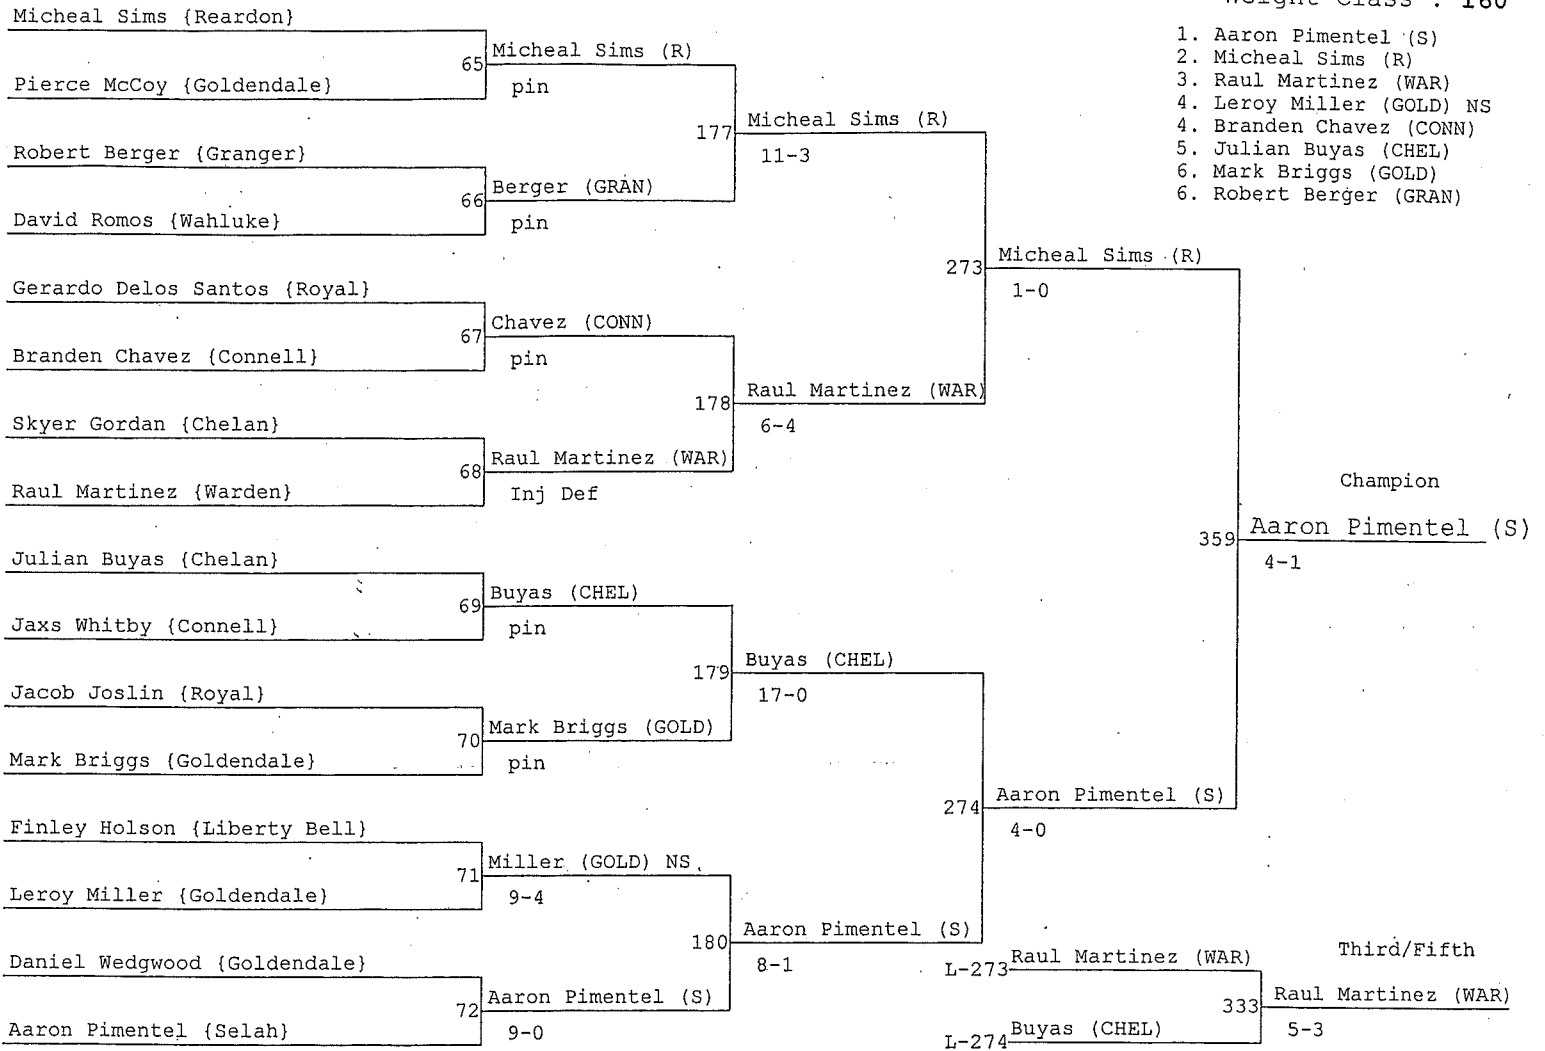 Weight Class : 160
1. Aaron Pimentel (S)
2. Micheal Sims (R)
3. Raul Martinez (WAR)
4. Leroy Miller (GOLD) NS
4. Branden Chavez (CONN)
5. Julian Buyas (CHEL)
6. Mark Briggs (GOLD)
6. Robert Berger (GRAN)
Micheal Sims {Reardon}
65 Micheal Sims (R)
Pierce McCoy {Goldendale}
pin
177 Micheal Sims (R)
11-3
Robert Berger {Granger}
66 Berger (GRAN)
David Romos {Wahluke}
pin
273 Micheal Sims (R)
1-0
Gerardo Delos Santos {Royal}
67 Chavez (CONN)
Branden Chavez {Connell}
pin
178 Raul Martinez (WAR)
6-4
Skyer Gordan {Chelan}
68 Raul Martinez (WAR)
Raul Martinez {Warden}
Inj Def
Champion
359 Aaron Pimentel (S)
4-1
Julian Buyas {Chelan}
69 Buyas (CHEL)
Jaxs Whitby {Connell}
pin
179 Buyas (CHEL)
17-0
Jacob Joslin {Royal}
70 Mark Briggs (GOLD)
Mark Briggs {Goldendale}
pin
274 Aaron Pimentel (S)
4-0
Finley Holson {Liberty Bell}
71 Miller (GOLD) NS
Leroy Miller {Goldendale}
9-4
180 Aaron Pimentel (S)
8-1
Daniel Wedgwood {Goldendale}
72 Aaron Pimentel (S)
Aaron Pimentel {Selah}
9-0
Third/Fifth
L-273 Raul Martinez (WAR)
333 Raul Martinez (WAR)
5-3
L-274 Buyas (CHEL)